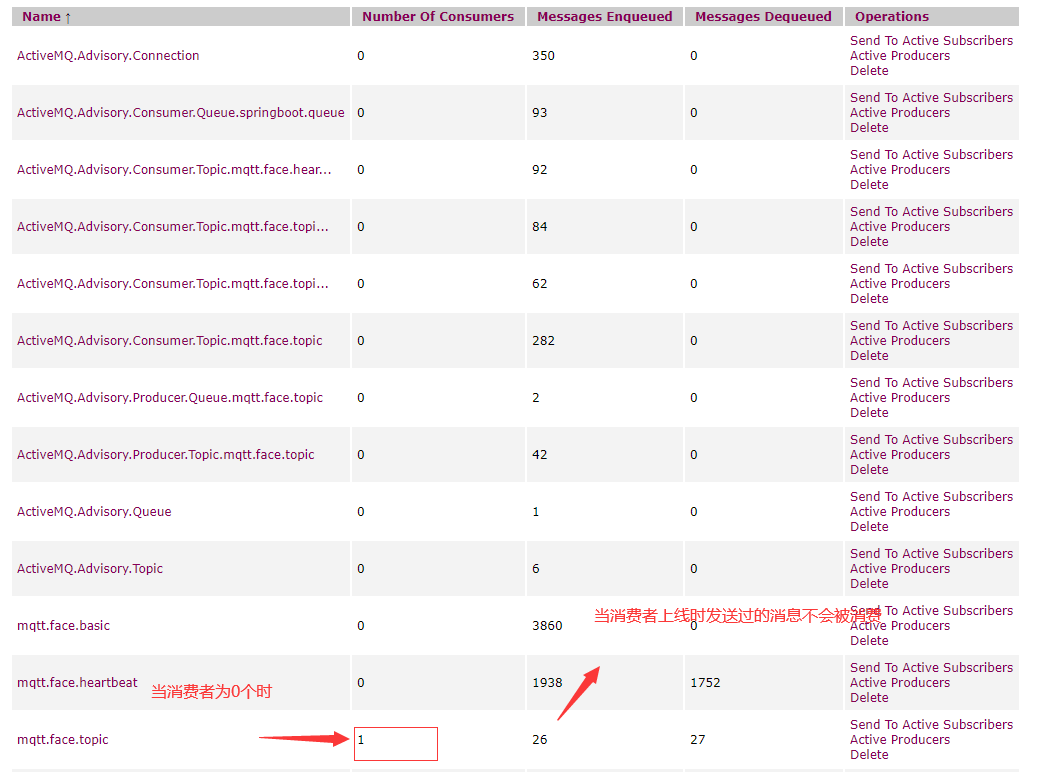 Name ↑ Number Of Consumers Messages Enqueued Messages Dequeued Operations
ActiveMQ.Advisory.Connection 0 350 0 Send To Active Subscribers
Active Producers
Delete
ActiveMQ.Advisory.Consumer.Queue.springboot.queue 0 93 0 Send To Active Subscribers
Active Producers
Delete
ActiveMQ.Advisory.Consumer.Topic.mqtt.face.hear... 0 92 0 Send To Active Subscribers
Active Producers
Delete
ActiveMQ.Advisory.Consumer.Topic.mqtt.face.topi... 0 84 0 Send To Active Subscribers
Active Producers
Delete
ActiveMQ.Advisory.Consumer.Topic.mqtt.face.topi... 0 62 0 Send To Active Subscribers
Active Producers
Delete
ActiveMQ.Advisory.Consumer.Topic.mqtt.face.topic 0 282 0 Send To Active Subscribers
Active Producers
Delete
ActiveMQ.Advisory.Producer.Queue.mqtt.face.topic 0 2 0 Send To Active Subscribers
Active Producers
Delete
ActiveMQ.Advisory.Producer.Topic.mqtt.face.topic 0 42 0 Send To Active Subscribers
Active Producers
Delete
ActiveMQ.Advisory.Queue 0 1 0 Send To Active Subscribers
Active Producers
Delete
ActiveMQ.Advisory.Topic 0 6 0 Send To Active Subscribers
Active Producers
Delete
当消费者上线时发送过的消息不会被消费
mqtt.face.basic 0 3860 0 Send To Active Subscribers
Active Producers
Delete
mqtt.face.heartbeat 0 1938 1752 Send To Active Subscribers
Active Producers
Delete
当消费者为0个时
mqtt.face.topic 1 26 27 Send To Active Subscribers
Active Producers
Delete